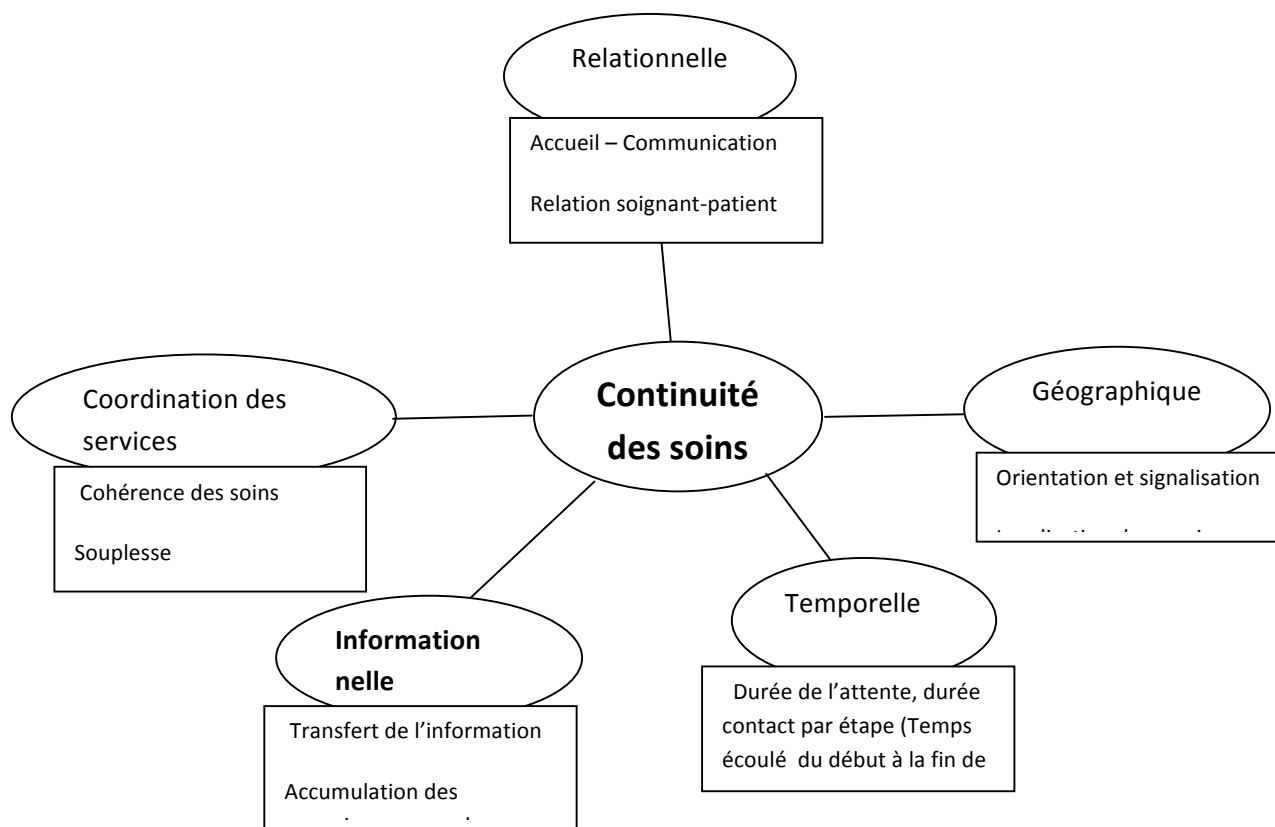 Relationnelle
Accueil – Communication
Relation soignant-patient
Continuité
des soins
Coordination des
services
Cohérence des soins
Souplesse
Géographique
Orientation et signalisation
Information
nelle
Transfert de l’information
Accumulation des
Temporelle
Durée de l’attente, durée
contact par étape (Temps
écoulé du début à la fin de